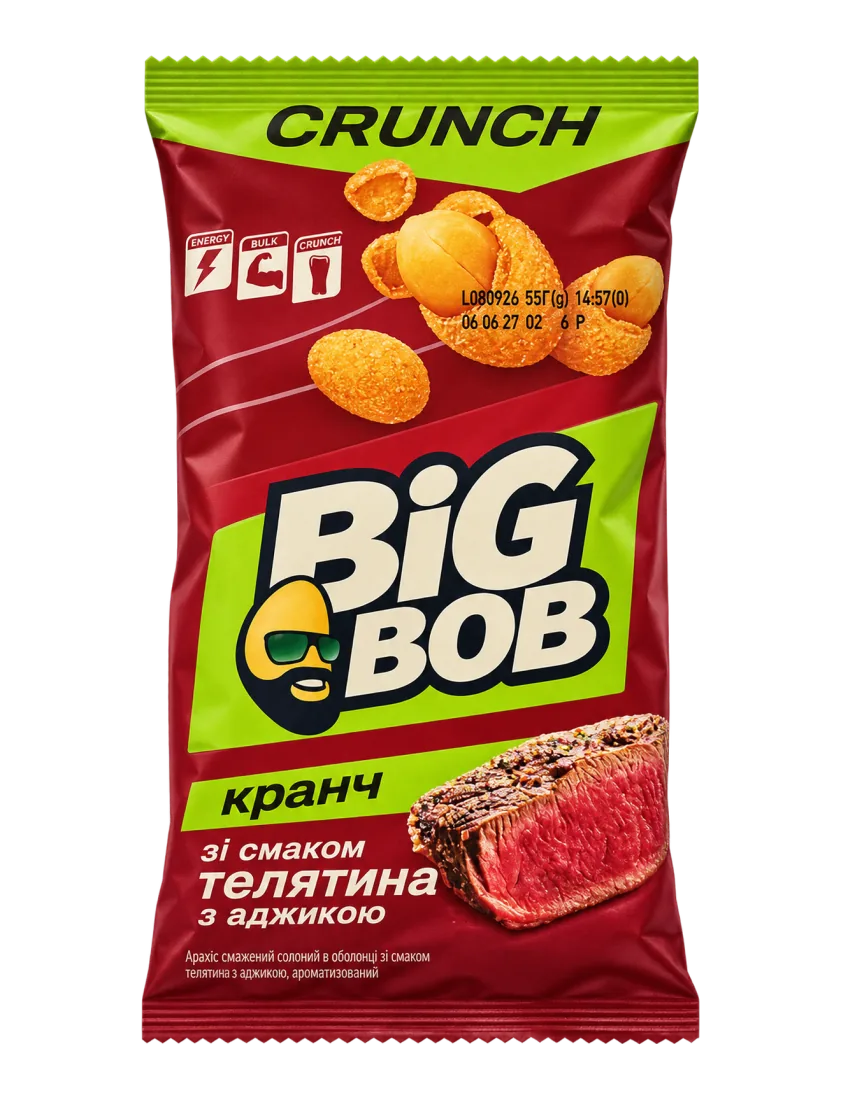 CRUNCH
ENERGY
BULK
CRUNCH
L080926 55Г(g) 14:57(0)
06 06 27 02 6 P
BiG
BOB
кранч
зі смаком
телятина
з аджикою
Арахіс смажений солоний в оболонці зі смаком
телятина з аджикою, ароматизований